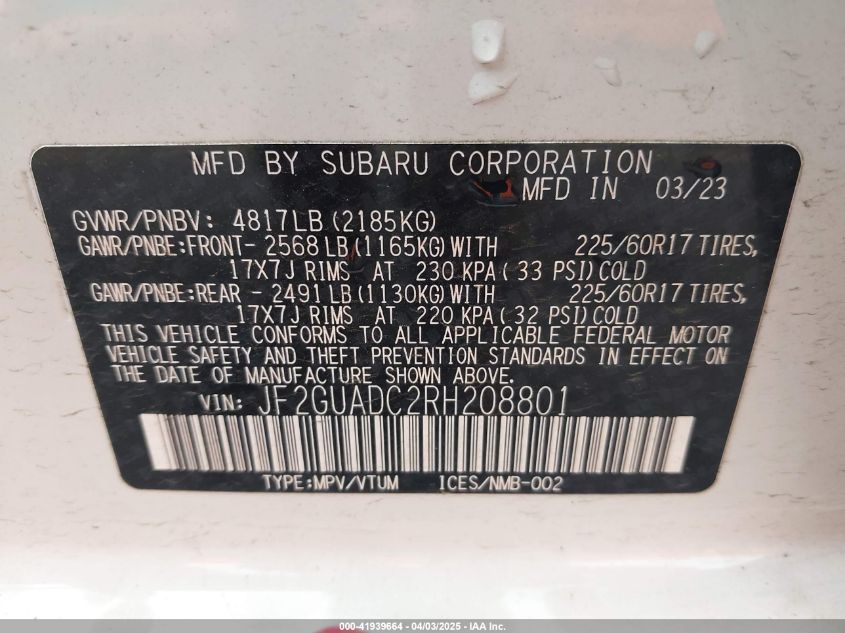 MFD BY SUBARU CORPORATION
MFD IN 03/23
GVWR/PNBV: 4817LB(2185KG)
GAWR/PNBE:FRONT- 2568LB(1165KG)WITH 225/60R17 TIRES,
17X7J RIMS AT 230 KPA( 33 PSI)COLD
GAWR/PNBE:REAR - 2491LB(1130KG)WITH 225/60R17 TIRES,
17X7J RIMS AT 220 KPA( 32 PSI)COLD
THIS VEHICLE CONFORMS TO ALL APPLICABLE FEDERAL MOTOR
VEHICLE SAFETY AND THEFT PREVENTION STANDARDS IN EFFECT ON
THE DATE OF MANUFACTURE SHOWN ABOVE.
VIN: JF2GUADC2RH208801
TYPE:MPV/VTUM ICES/NMB-002
000-41939664 - 04/03/2025 - IAA Inc.